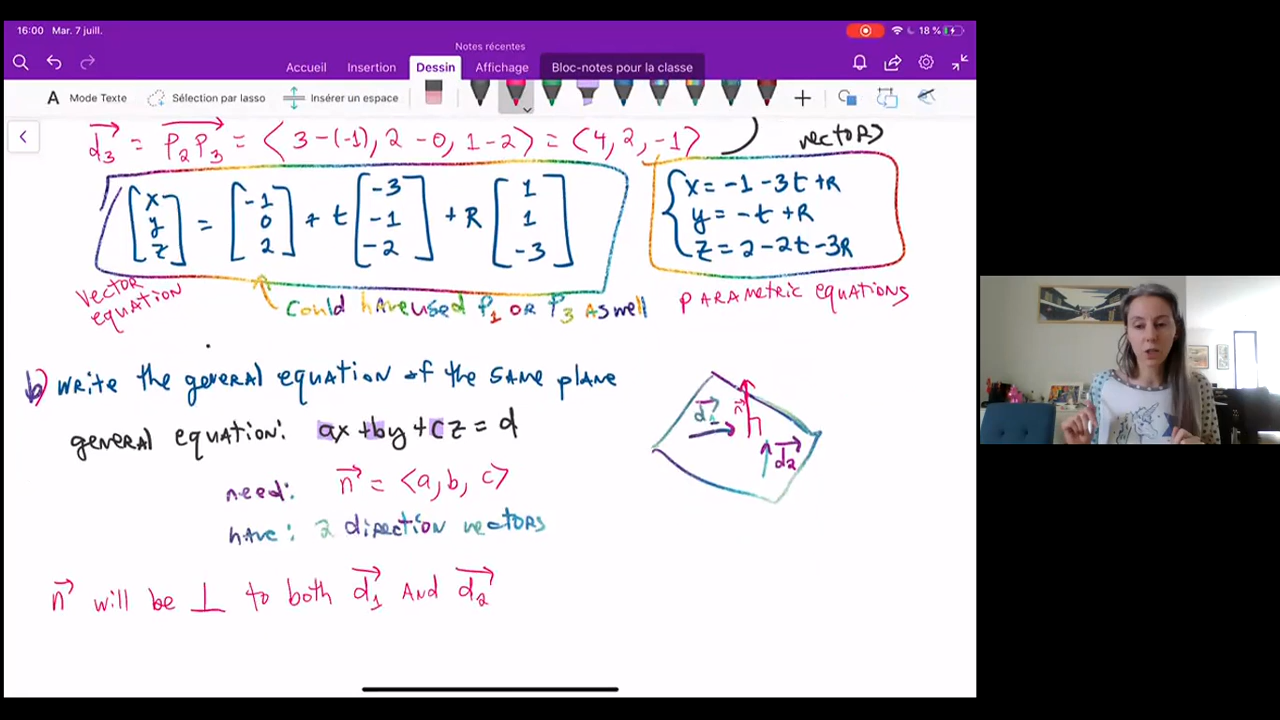 16:00 Mar. 7 juill.
18 %
Notes récentes
Accueil Insertion Dessin Affichage Bloc-notes pour la classe
A Mode Texte Sélection par lasso Insérer un espace
d₃ = P₂P₃ = ⟨3-(-1), 2-0, 1-2⟩ = ⟨4, 2, -1⟩ vectors
[x y z] = [-1 0 2] + t [-3 -1 -2] + R [1 1 -3]
x = -1 -3t +R
y = -t +R
z = 2 -2t -3R
vector equation
Could have used P₁ OR P₃ AS well
PARAMETRIC equations
b) Write the general equation of the SAME plane
general equation: ax +by +cz = d
need: n = ⟨a, b, c⟩
have: 2 direction vectors
d₁ n d₂
n will be ⊥ to both d₁ And d₂